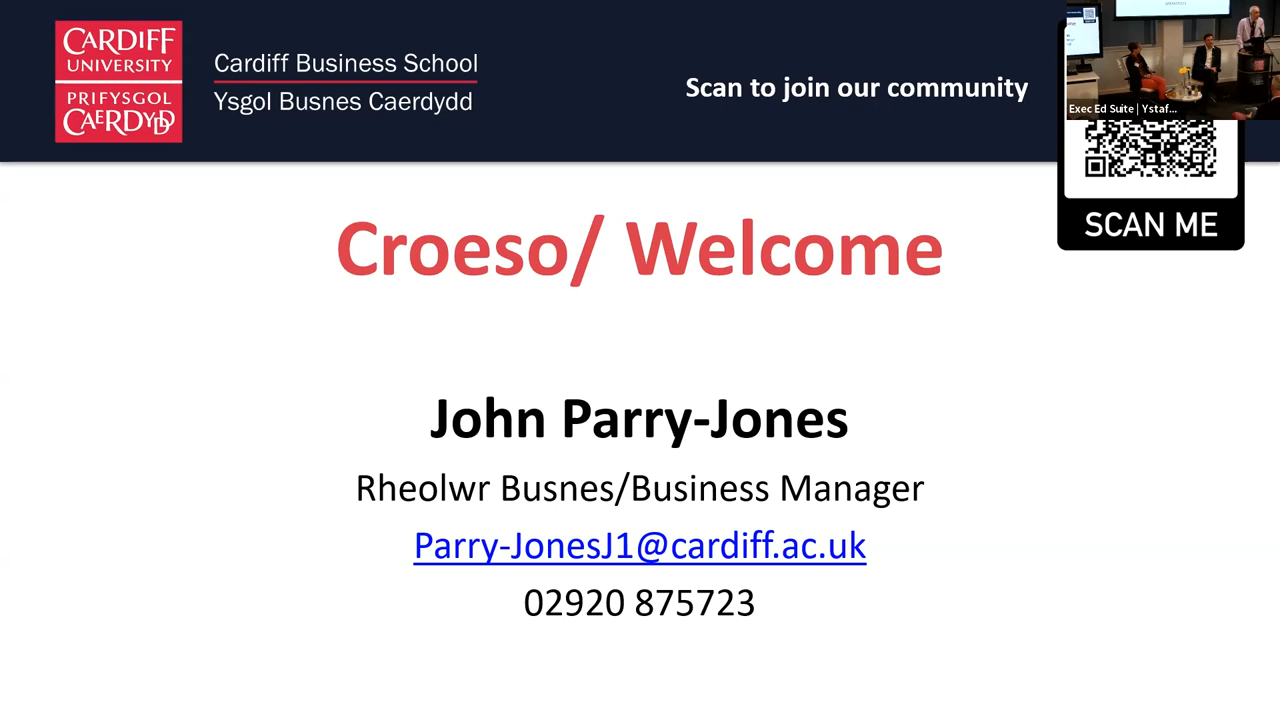 CARDIFF
UNIVERSITY
PRIFYSGOL
CAERDYDD
Cardiff Business School
Ysgol Busnes Caerdydd
Scan to join our community
Exec Ed Suite | Ystaf...
SCAN ME
Croeso/ Welcome
John Parry-Jones
Rheolwr Busnes/Business Manager
Parry-JonesJ1@cardiff.ac.uk
02920 875723